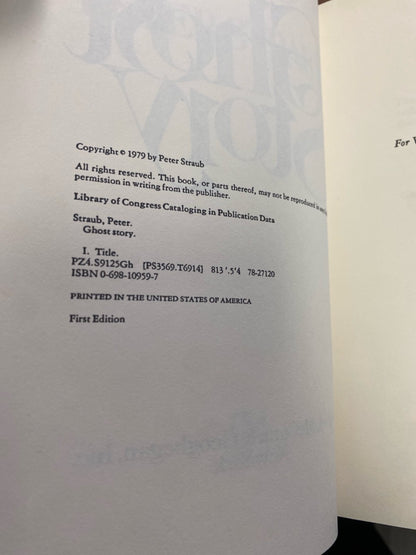 Copyright © 1979 by Peter Straub
All rights reserved. This book, or parts thereof, may not be reproduced in
permission in writing from the publisher.
Library of Congress Cataloging in Publication Data
Straub, Peter.
Ghost story.
I. Title.
PZ4.S9125Gh [PS3569.T6914] 813'.5'4 78-27120
ISBN 0-698-10959-7
PRINTED IN THE UNITED STATES OF AMERICA
First Edition
For